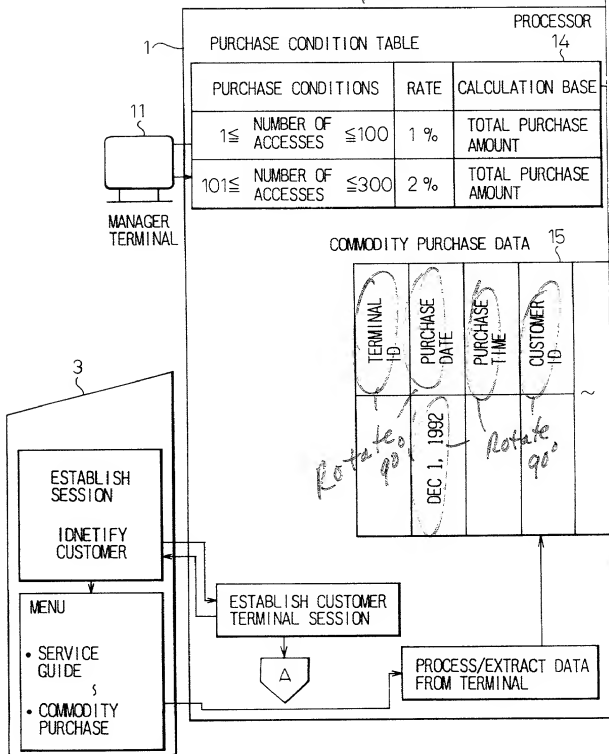 PROCESSOR
1
PURCHASE CONDITION TABLE
14
PURCHASE CONDITIONS RATE CALCULATION BASE
1≦ NUMBER OF ACCESSES ≦100 1 % TOTAL PURCHASE AMOUNT
101≦ NUMBER OF ACCESSES ≦300 2 % TOTAL PURCHASE AMOUNT
11
MANAGER
TERMINAL
COMMODITY PURCHASE DATA
15
TERMINAL ID
PURCHASE DATE
PURCHASE TIME
CUSTOMER ID
~
DEC 1, 1992
Rotate 90°
Rotate 90°
3
ESTABLISH
SESSION
IDNETIFY
CUSTOMER
MENU
• SERVICE
GUIDE
• COMMODITY
PURCHASE
ESTABLISH CUSTOMER
TERMINAL SESSION
A
PROCESS/EXTRACT DATA
FROM TERMINAL